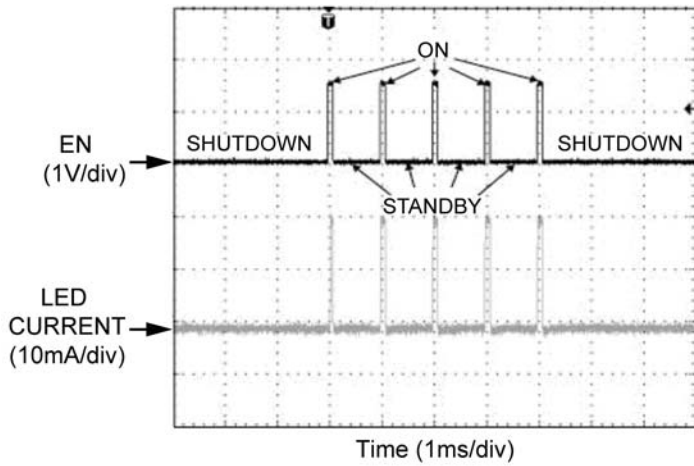 T
ON
EN
(1V/div)
SHUTDOWN
SHUTDOWN
STANDBY
LED
CURRENT
(10mA/div)
Time (1ms/div)